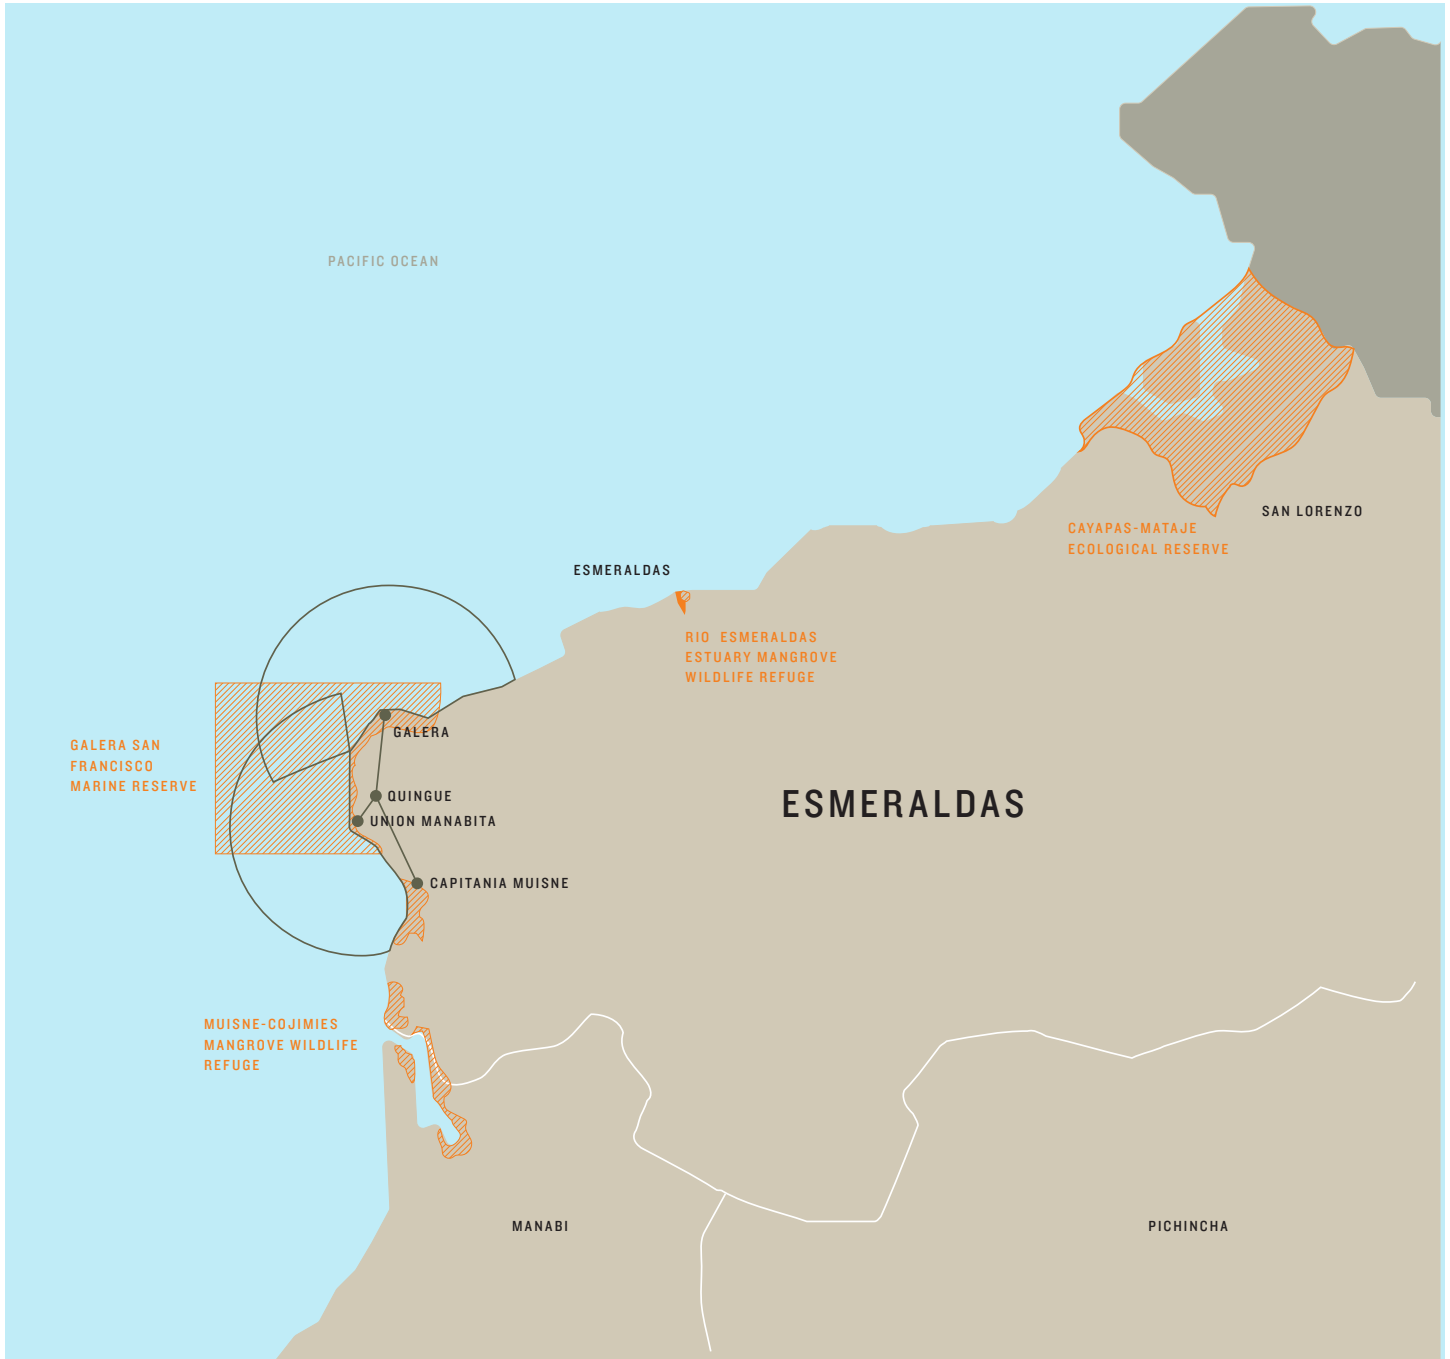 PACIFIC OCEAN
SAN LORENZO
CAYAPAS-MATAJE
ECOLOGICAL RESERVE
ESMERALDAS
RIO ESMERALDAS
ESTUARY MANGROVE
WILDLIFE REFUGE
GALERA
GALERA SAN
FRANCISCO
MARINE RESERVE
QUINGUE
UNION MANABITA
ESMERALDAS
CAPITANIA MUISNE
MUISNE-COJIMIES
MANGROVE WILDLIFE
REFUGE
MANABI
PICHINCHA